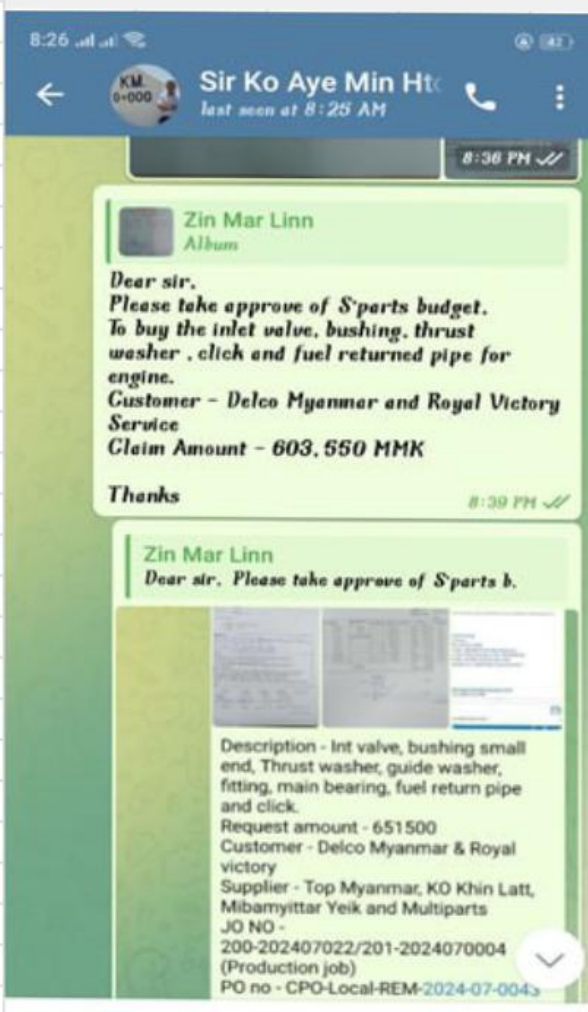 8:26
42
KM.
0+000
Sir Ko Aye Min Ht
last seen at 8:25 AM
8:36 PM
Zin Mar Linn
Album
Dear sir.
Please take approve of S'parts budget.
To buy the inlet valve, bushing, thrust
washer , click and fuel returned pipe for
engine.
Customer - Delco Myanmar and Royal Victory
Service
Claim Amount - 603,550 MMK
Thanks
8:39 PM
Zin Mar Linn
Dear sir. Please take approve of S'parts b.
Description - Int valve, bushing small
end, Thrust washer, guide washer,
fitting, main bearing, fuel return pipe
and click.
Request amount - 651500
Customer - Delco Myanmar & Royal
victory
Supplier - Top Myanmar, KO Khin Latt,
Mibamyittar Yeik and Multiparts
JO NO -
200-202407022/201-2024070004
(Production job)
PO no - CPO-Local-REM-2024-07-0043